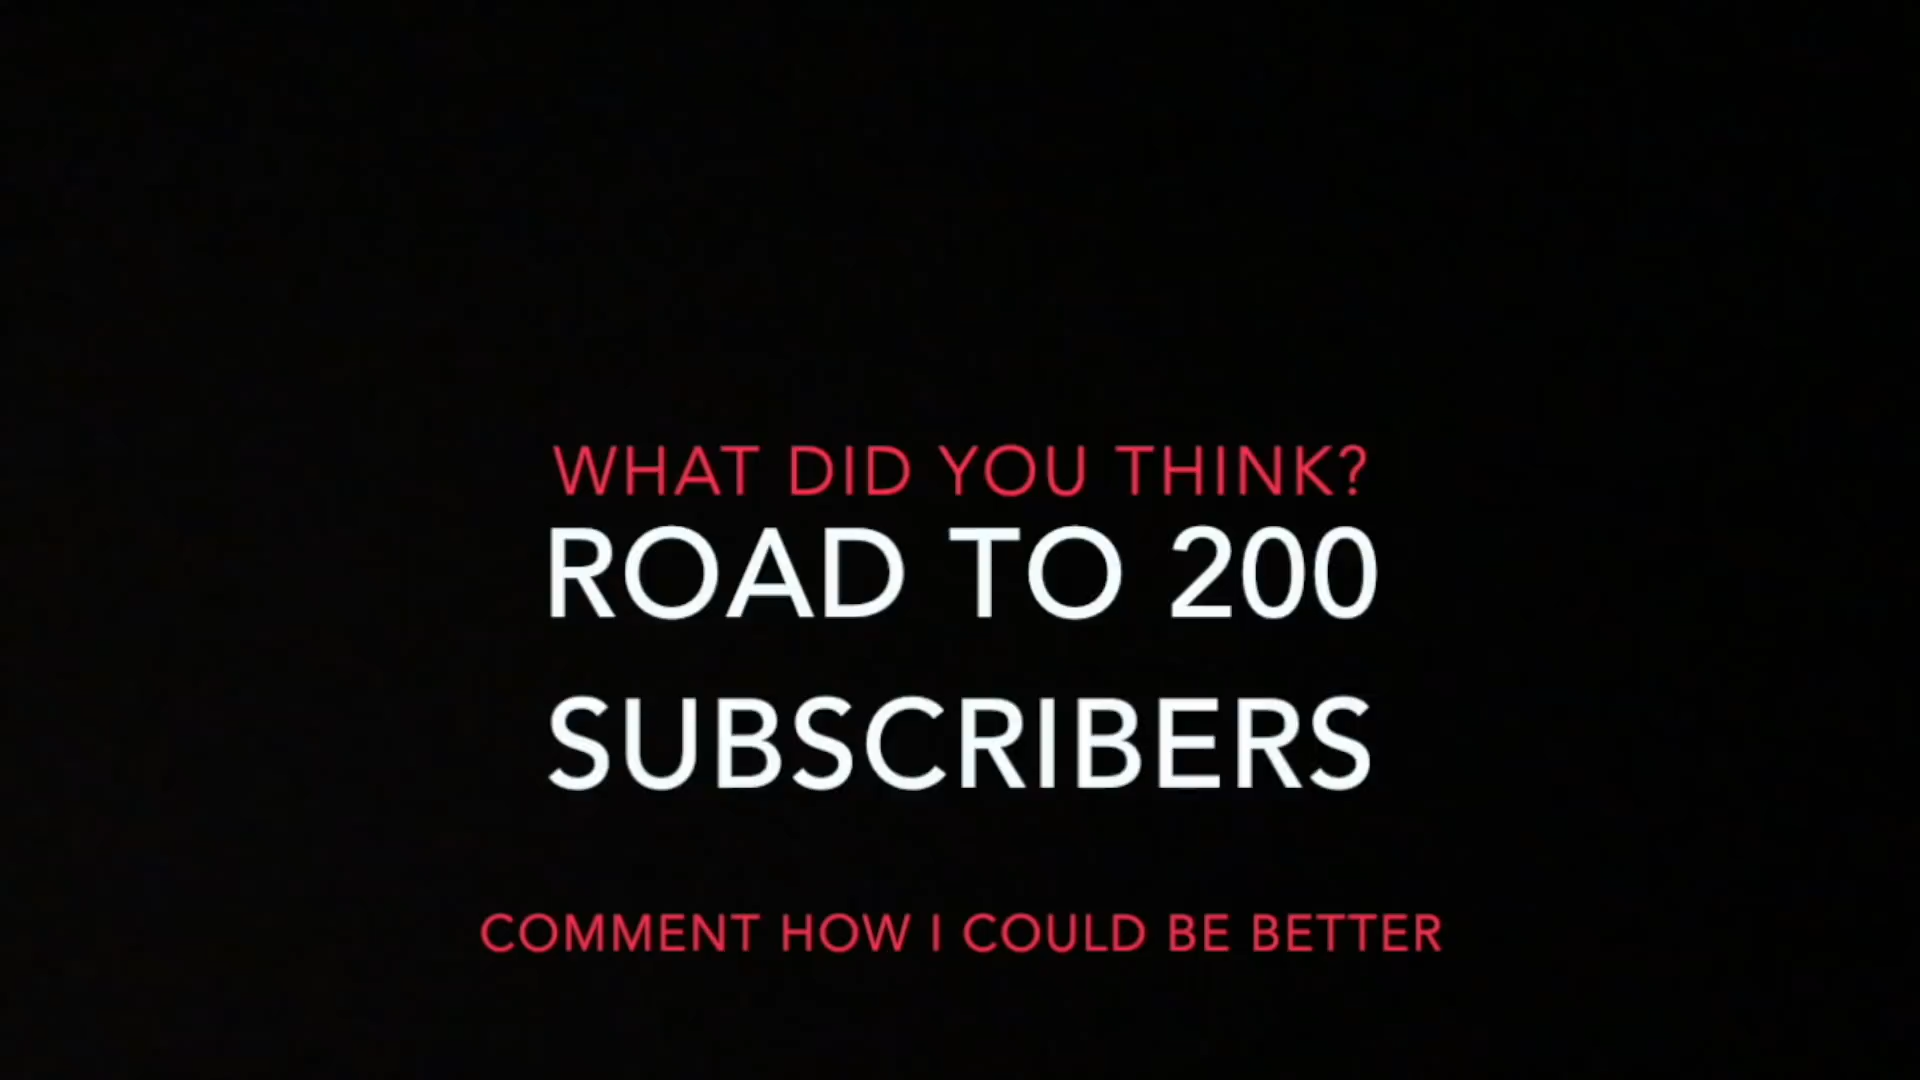 WHAT DID YOU THINK?
ROAD TO 200
SUBSCRIBERS
COMMENT HOW I COULD BE BETTER